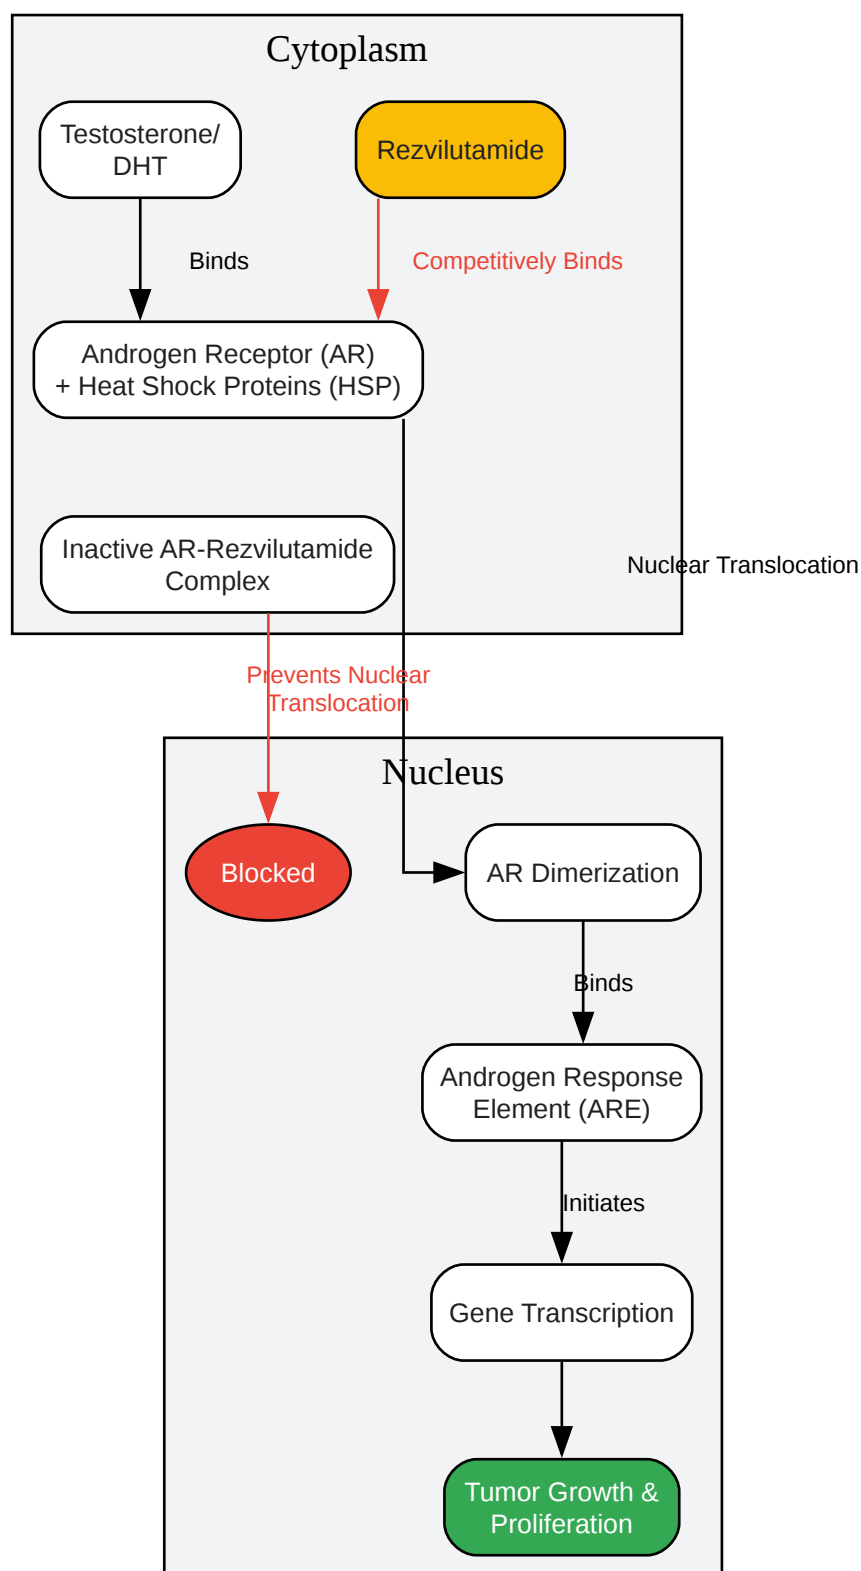 Cytoplasm
Testosterone/
DHT
Rezvilutamide
Binds
Competitively Binds
Androgen Receptor (AR)
+ Heat Shock Proteins (HSP)
Inactive AR-Rezvilutamide
Complex
Nuclear Translocation
Prevents Nuclear
Translocation
Nucleus
Blocked
AR Dimerization
Binds
Androgen Response
Element (ARE)
Initiates
Gene Transcription
Tumor Growth &
Proliferation